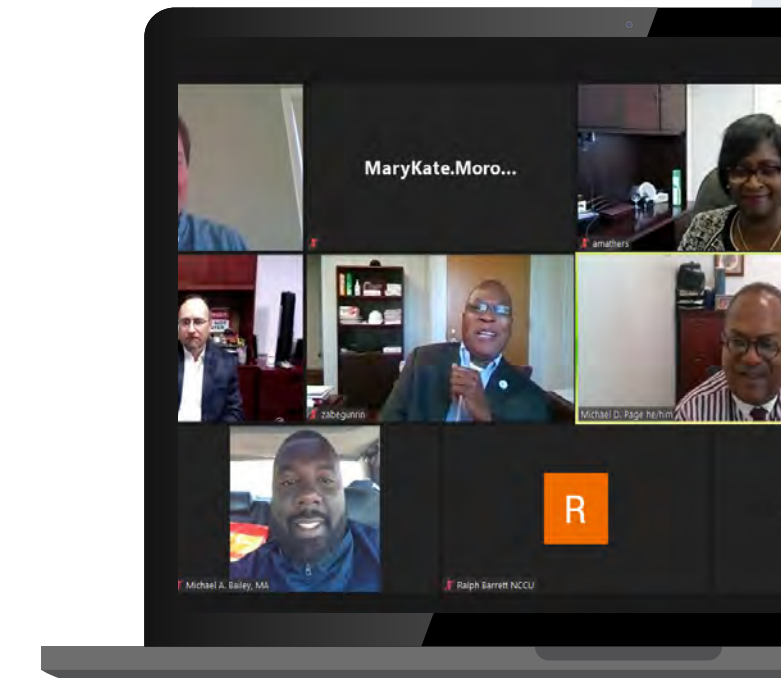 MaryKate.Moro...
amathers
zabegunrin
Michael D. Page he/him
Michael A. Bailey, MA
R
Ralph Barrett NCCU